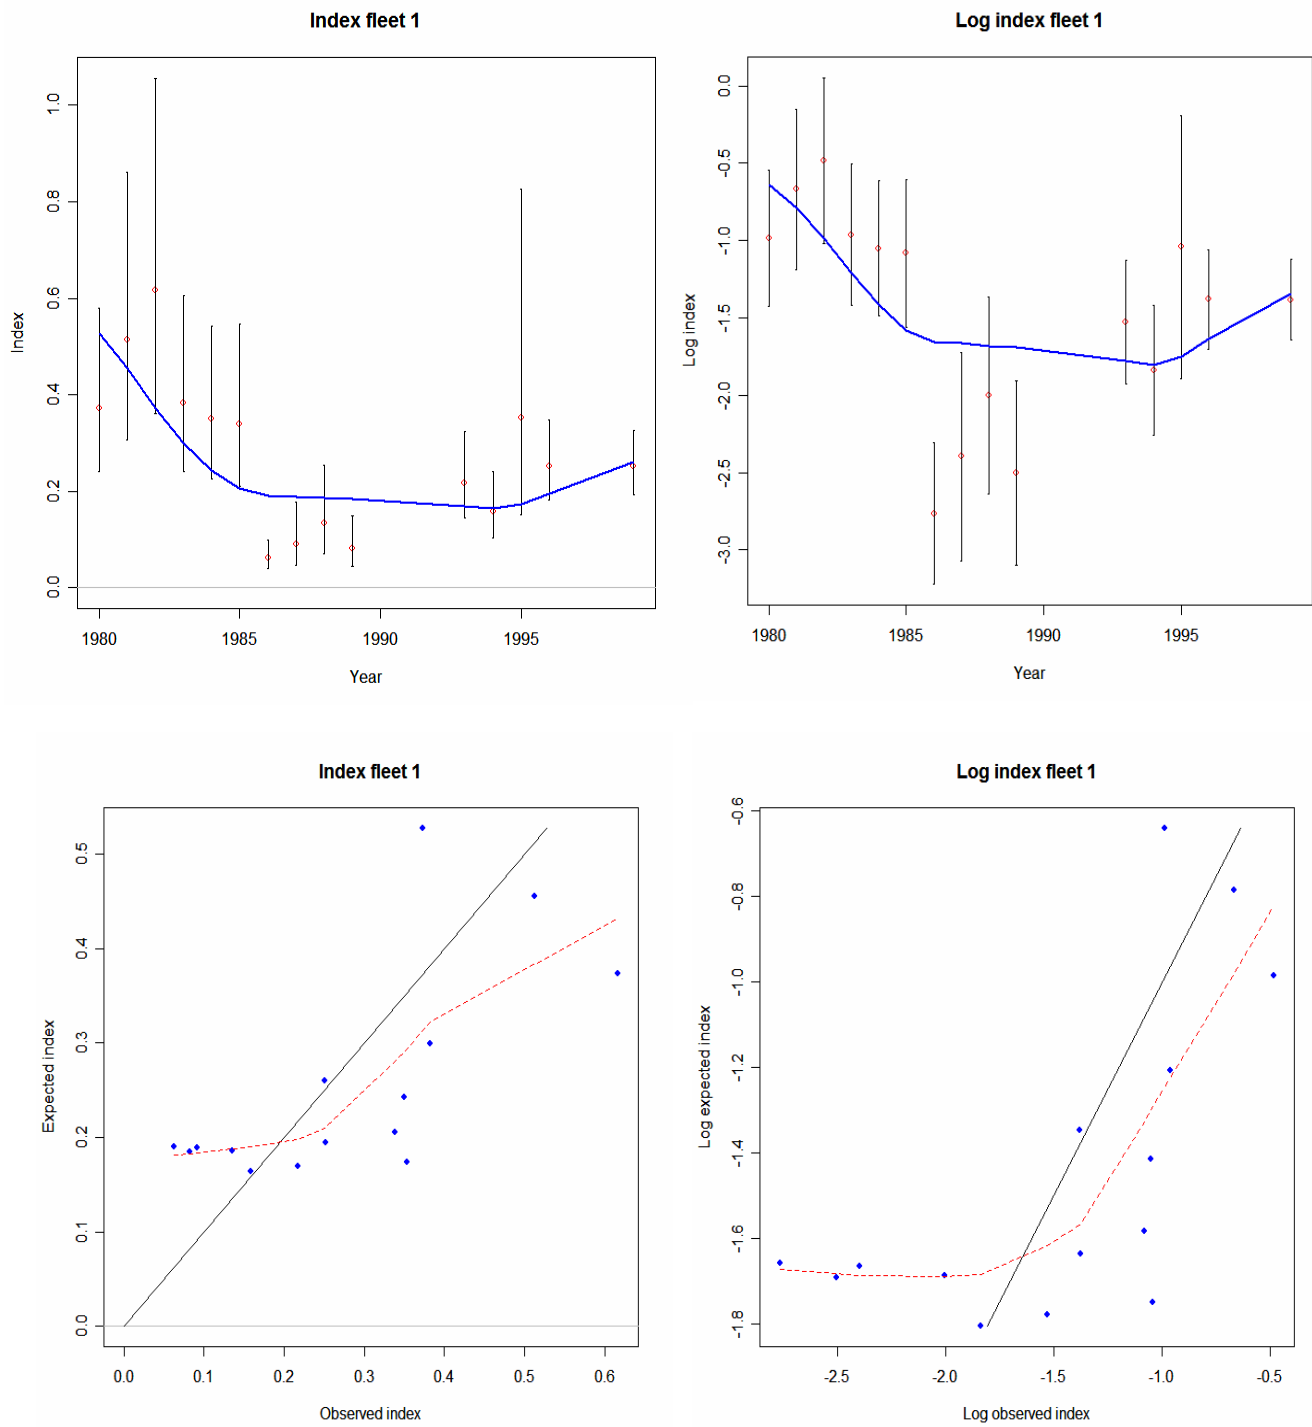 Index fleet 1
Index
0.0 0.2 0.4 0.6 0.8 1.0
1980 1985 1990 1995
Year
Log index fleet 1
Log index
-3.0 -2.5 -2.0 -1.5 -1.0 -0.5 0.0
1980 1985 1990 1995
Year
Index fleet 1
Expected index
0.0 0.1 0.2 0.3 0.4 0.5
0.0 0.1 0.2 0.3 0.4 0.5 0.6
Observed index
Log index fleet 1
Log expected index
-1.8 -1.6 -1.4 -1.2 -1.0 -0.8 -0.6
-2.5 -2.0 -1.5 -1.0 -0.5
Log observed index